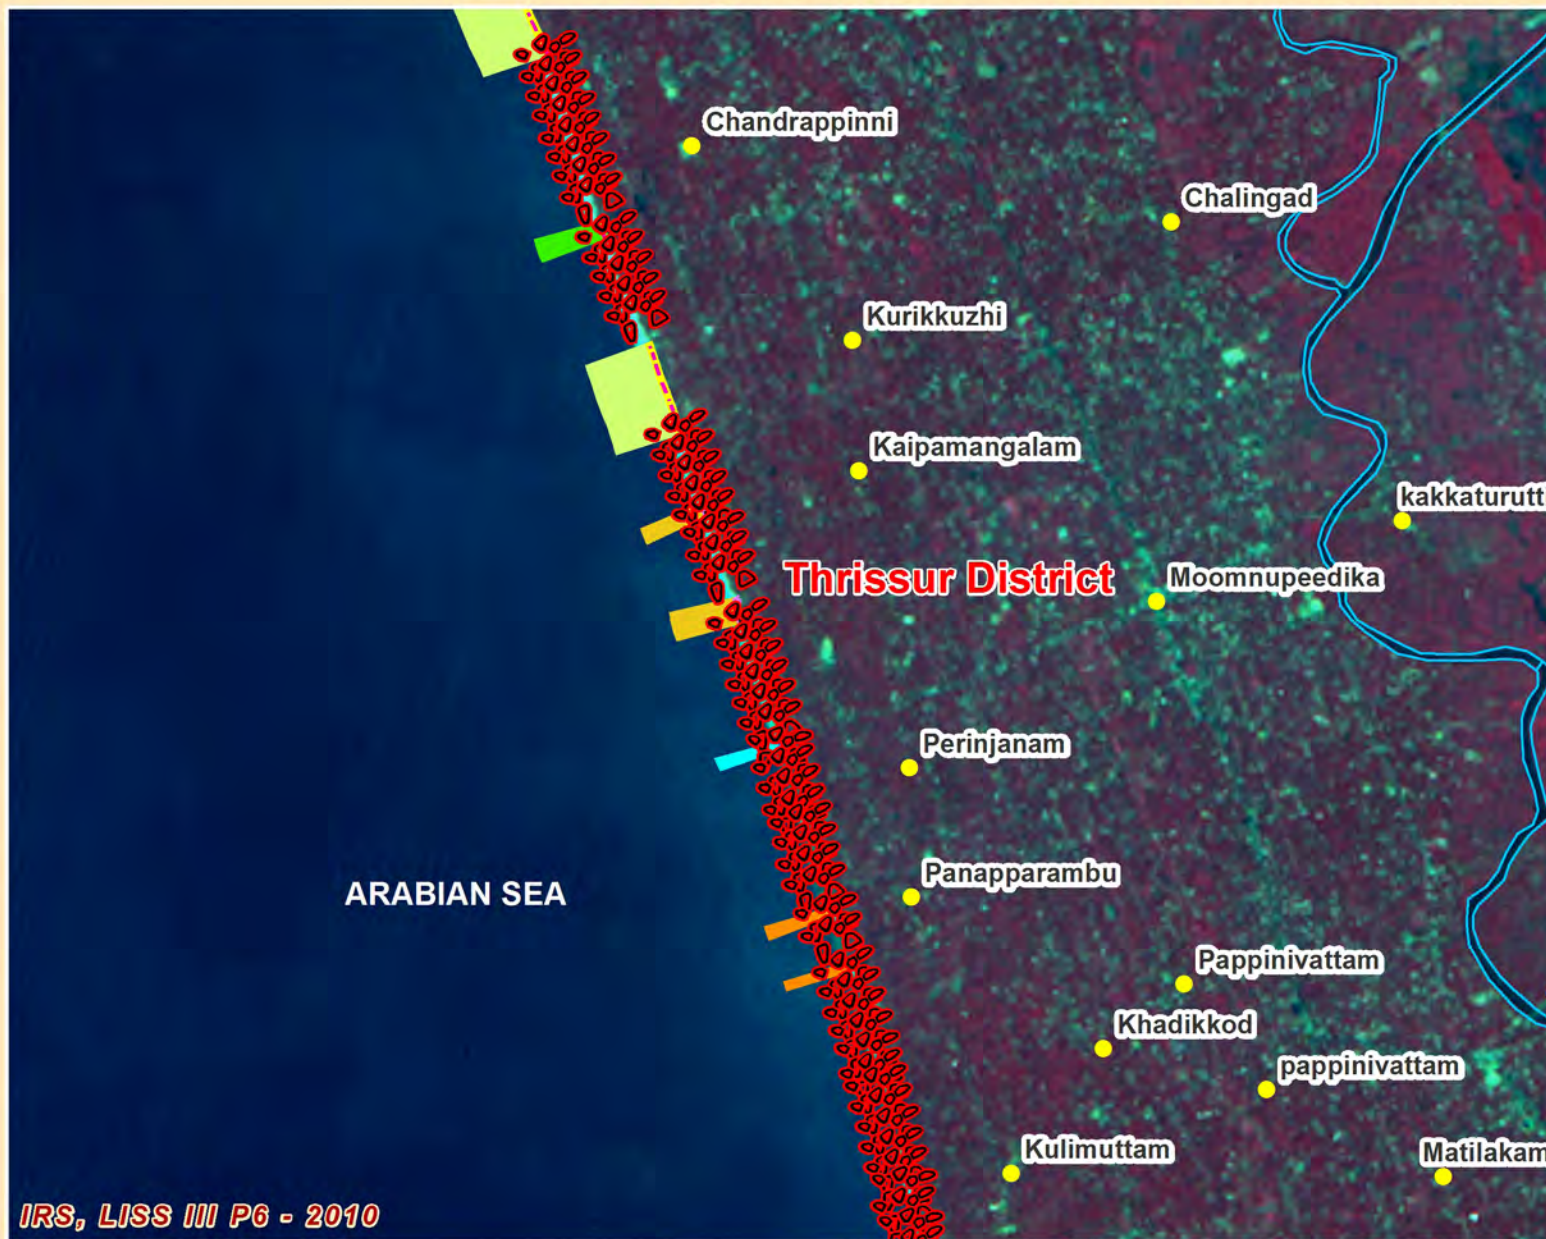 Chandrappinni
Chalingad
Kurikkuzhi
Kaipamangalam
kakkaturutt
Thrissur District
Moomnupeedika
Perinjanam
Panapparambu
ARABIAN SEA
Pappinivattam
Khadikkod
pappinivattam
Kulimuttam
Matilakam
IRS, LISS III P6 - 2010